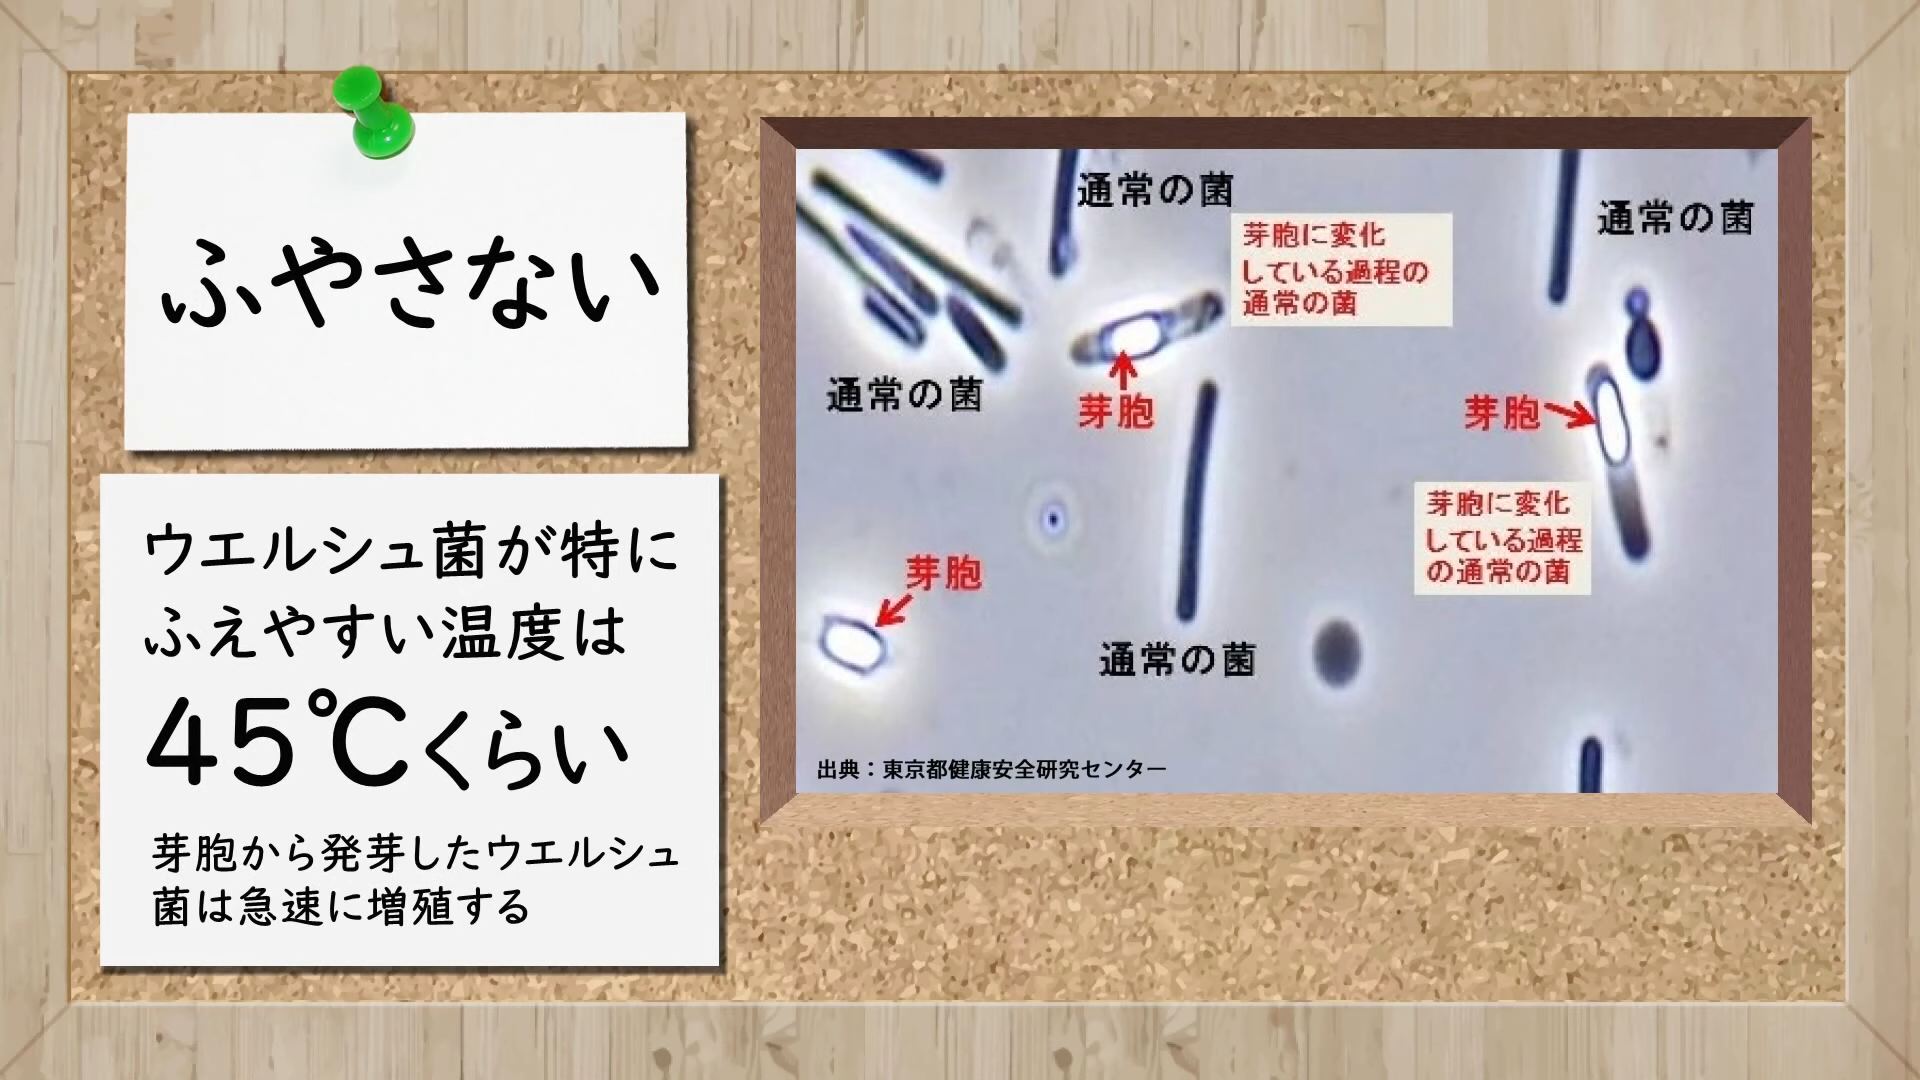 ふやさない
ウエルシュ菌が特に
ふえやすい温度は
45℃くらい
芽胞から発芽したウエルシュ
菌は急速に増殖する
通常の菌
芽胞に変化
している過程の
通常の菌
通常の菌
通常の菌
芽胞
芽胞
芽胞に変化
している過程
の通常の菌
芽胞
通常の菌
出典：東京都健康安全研究センター